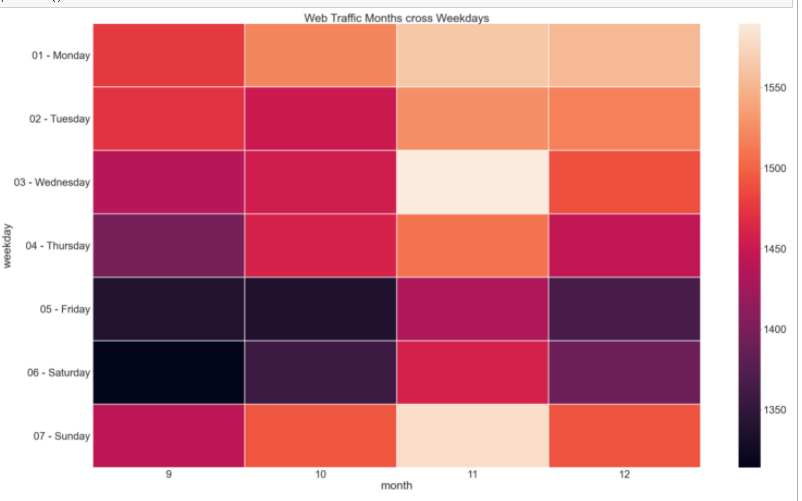 Web Traffic Months cross Weekdays
01 - Monday
02 - Tuesday
03 - Wednesday
04 - Thursday
05 - Friday
06 - Saturday
07 - Sunday
weekday
9 10 11 12
month
1550
1500
1450
1400
1350